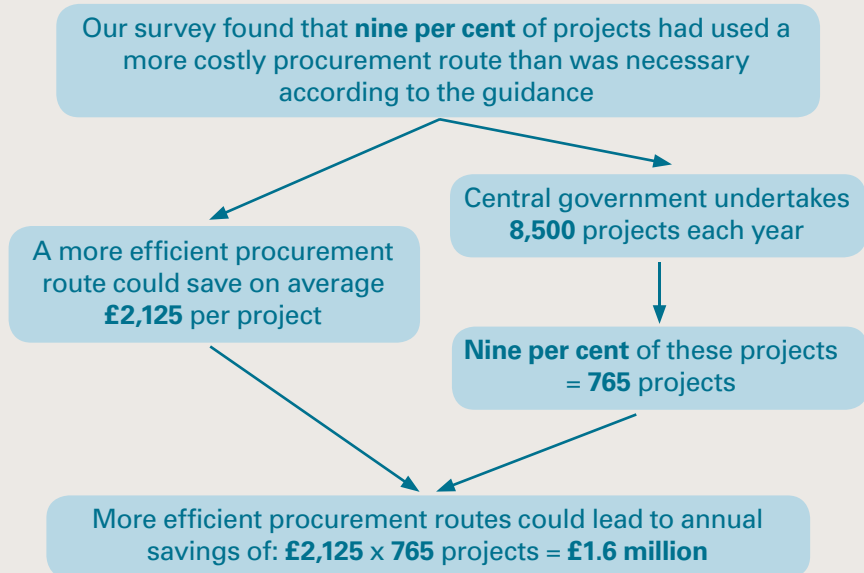 Our survey found that nine per cent of projects had used a
more costly procurement route than was necessary
according to the guidance
A more efficient procurement
route could save on average
£2,125 per project
Central government undertakes
8,500 projects each year
Nine per cent of these projects
= 765 projects
More efficient procurement routes could lead to annual
savings of: £2,125 x 765 projects = £1.6 million